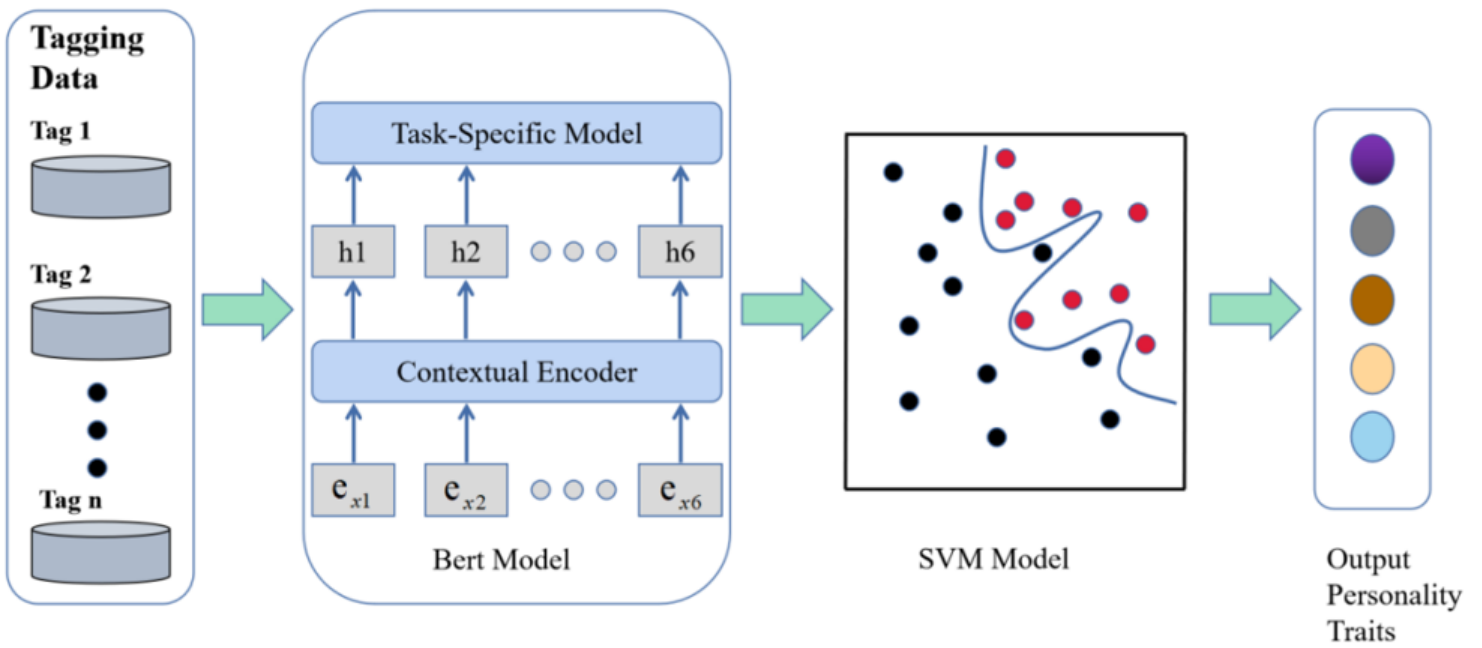 Tagging
Data
Tag 1
Tag 2
Tag n
Task-Specific Model
h1 h2 h6
Contextual Encoder
ex1 ex2 ex6
Bert Model
SVM Model
Output
Personality
Traits